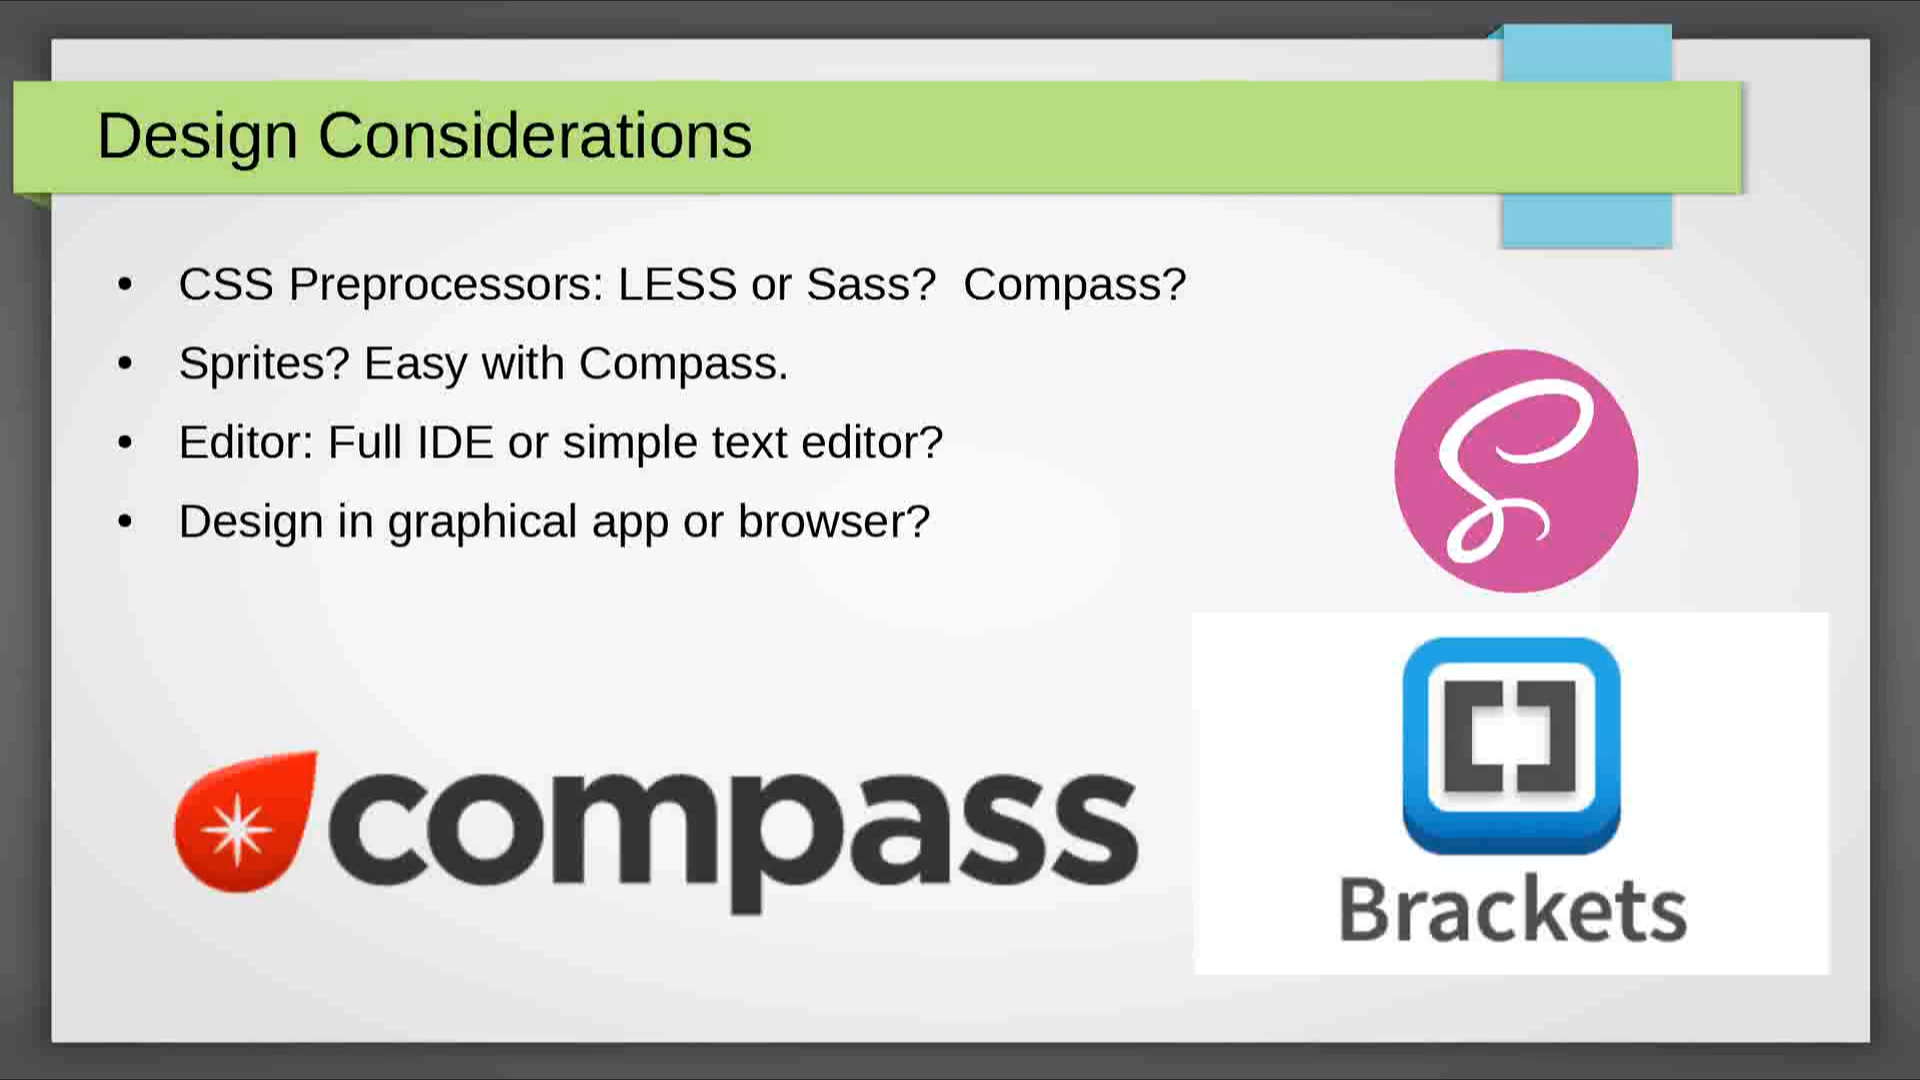 Design Considerations
CSS Preprocessors: LESS or Sass? Compass?
Sprites? Easy with Compass.
Editor: Full IDE or simple text editor?
Design in graphical app or browser?
compass
Brackets